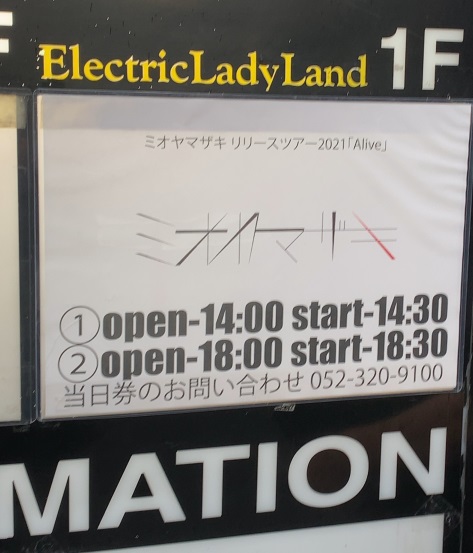 ElectricLadyLand 1F
ミオヤマザキ リリースツアー2021「Alive」
ミオヤマザキ
①open-14:00 start-14:30
②open-18:00 start-18:30
当日券のお問い合わせ 052-320-9100
MATION